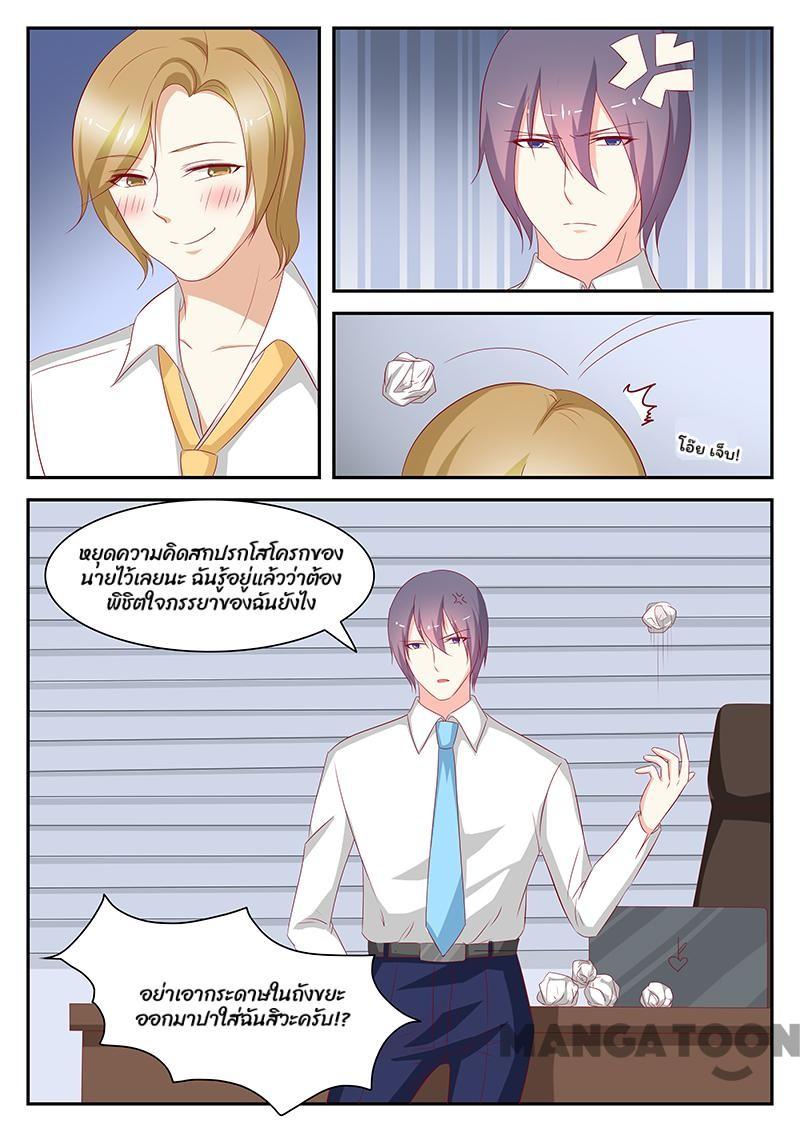 โอ๊ย เจ็บ!
หยุดความคิดสกปรกโสโครกของ
นายไว้เลยนะ ฉันรู้อยู่แล้วว่าต้อง
พิชิตใจภรรยาของฉันยังไง
อย่าเอากระดาษในถังขยะ
ออกมาปาใส่ฉันสิวะครับ!?
MANGATOON